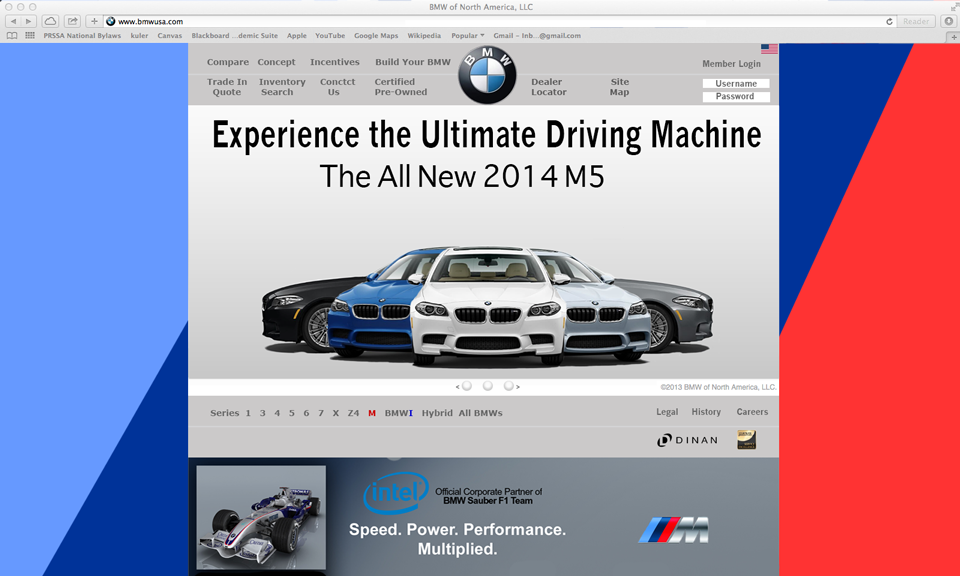 BMW of North America, LLC
www.bmwusa.com
Reader
PRSSA National Bylaws kuler Canvas Blackboard ...demic Suite Apple YouTube Google Maps Wikipedia Popular Gmail – Inb...@gmail.com
Compare Concept Incentives Build Your BMW
BMW
Member Login
Trade In Quote
Inventory Search
Conctct Us
Certified Pre-Owned
Dealer Locator
Site Map
Username
Password
Experience the Ultimate Driving Machine
The All New 2014 M5
< >
©2013 BMW of North America, LLC.
Series 1 3 4 5 6 7 X Z4 M BMWI Hybrid All BMWs
Legal History Careers
DINAN
intel
Official Corporate Partner of
BMW Sauber F1 Team
Speed. Power. Performance.
Multiplied.
M